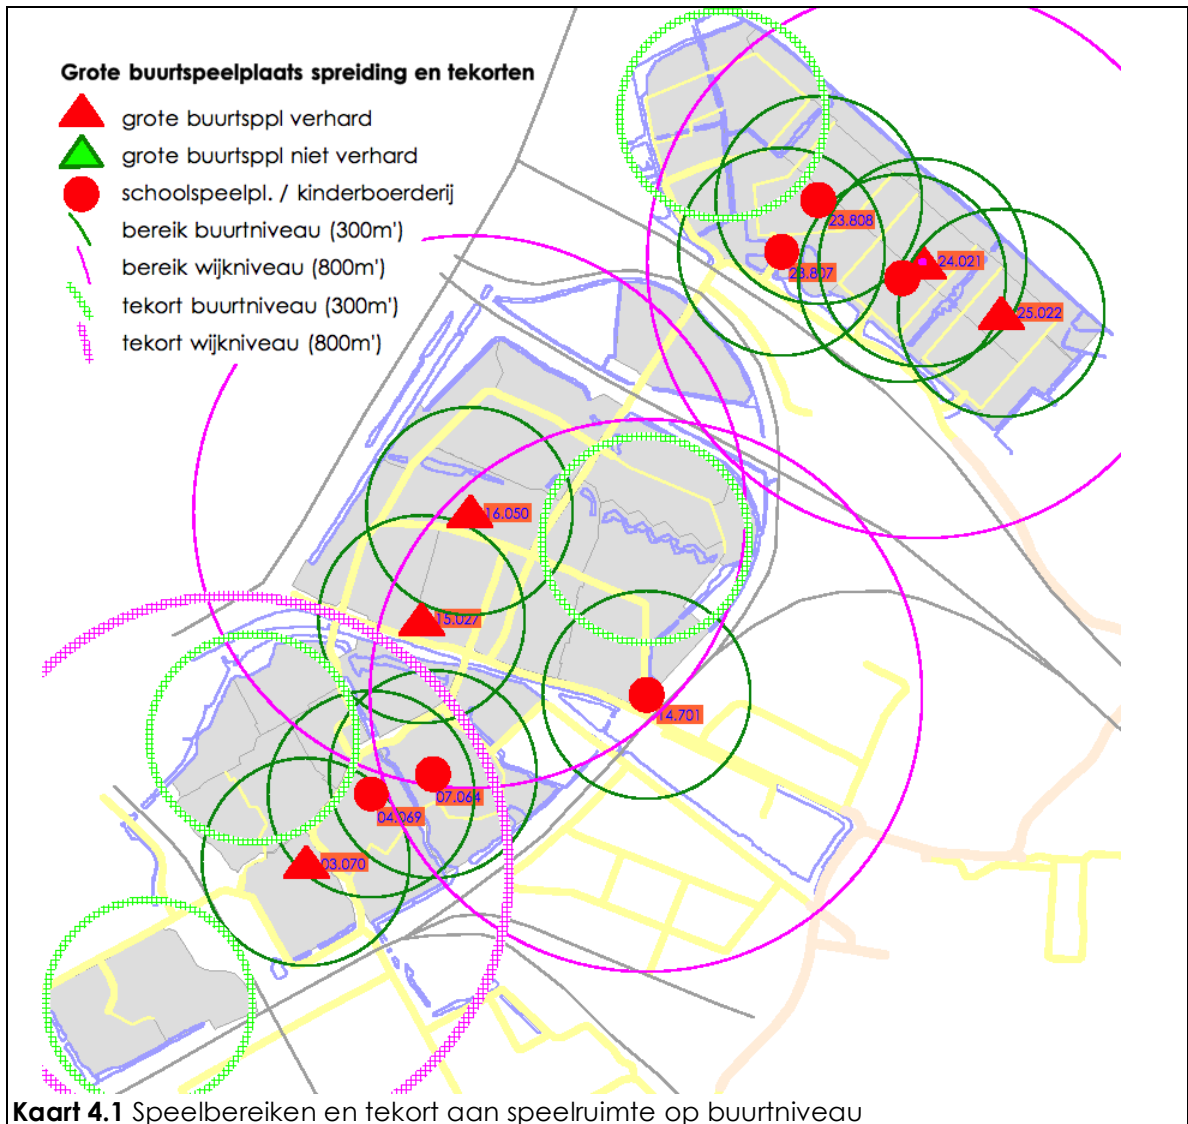 Grote buurtspeelplaats spreiding en tekorten
grote buurtsppl verhard
grote buurtsppl niet verhard
schoolspeelpl. / kinderboerderij
bereik buurtniveau (300m')
bereik wijkniveau (800m')
tekort buurtniveau (300m')
tekort wijkniveau (800m')
23.808
23.807
24.021
25.022
16.050
15.027
14.701
07.064
04.069
03.070
Kaart 4.1 Speelbereiken en tekort aan speelruimte op buurtniveau